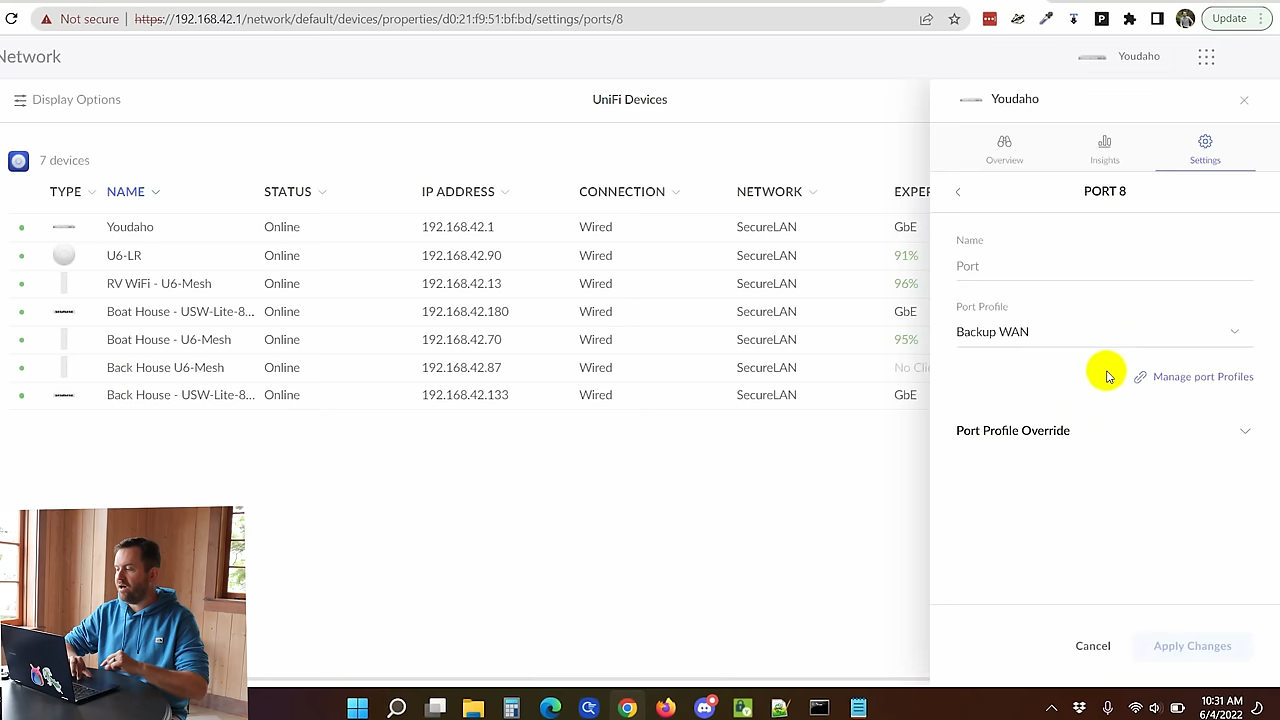 Not secure | https://192.168.42.1/network/default/devices/properties/d0:21:f9:51:bf:bd/settings/ports/8
Update
Network
Youdaho
Display Options
UniFi Devices
Youdaho
Overview
Insights
Settings
7 devices
TYPE NAME STATUS IP ADDRESS CONNECTION NETWORK
PORT 8
Youdaho Online 192.168.42.1 Wired SecureLAN GbE
U6-LR Online 192.168.42.90 Wired SecureLAN 91%
RV WiFi - U6-Mesh Online 192.168.42.13 Wired SecureLAN 96%
Boat House - USW-Lite-8... Online 192.168.42.180 Wired SecureLAN GbE
Boat House - U6-Mesh Online 192.168.42.70 Wired SecureLAN 95%
Back House U6-Mesh Online 192.168.42.87 Wired SecureLAN No Cli
Back House - USW-Lite-8... Online 192.168.42.133 Wired SecureLAN GbE
Name
Port
Port Profile
Backup WAN
Manage port Profiles
Port Profile Override
Cancel
Apply Changes
10:31 AM
6/4/2022